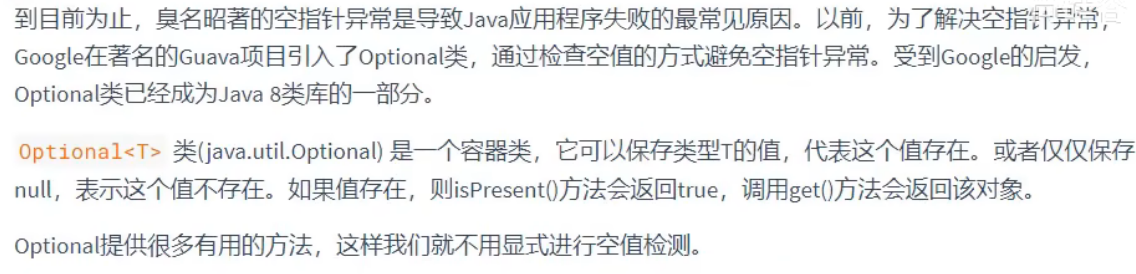 到目前为止，臭名昭著的空指针异常是导致Java应用程序失败的最常见原因。以前，为了解决空指针异常，
Google在著名的Guava项目引入了Optional类，通过检查空值的方式避免空指针异常。受到Google的启发，
Optional类已经成为Java 8类库的一部分。
Optional<T> 类(java.util.Optional) 是一个容器类，它可以保存类型T的值，代表这个值存在。或者仅仅保存
null，表示这个值不存在。如果值存在，则isPresent()方法会返回true，调用get()方法会返回该对象。
Optional提供很多有用的方法，这样我们就不用显式进行空值检测。